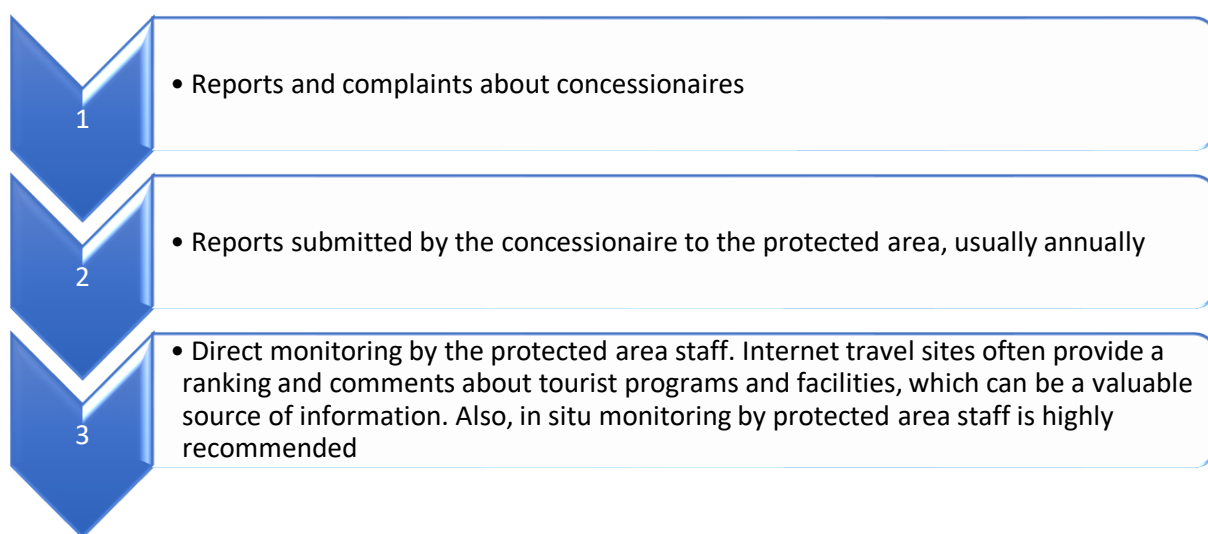 1
• Reports and complaints about concessionaires
2
• Reports submitted by the concessionaire to the protected area, usually annually
3
• Direct monitoring by the protected area staff. Internet travel sites often provide a
ranking and comments about tourist programs and facilities, which can be a valuable
source of information. Also, in situ monitoring by protected area staff is highly
recommended